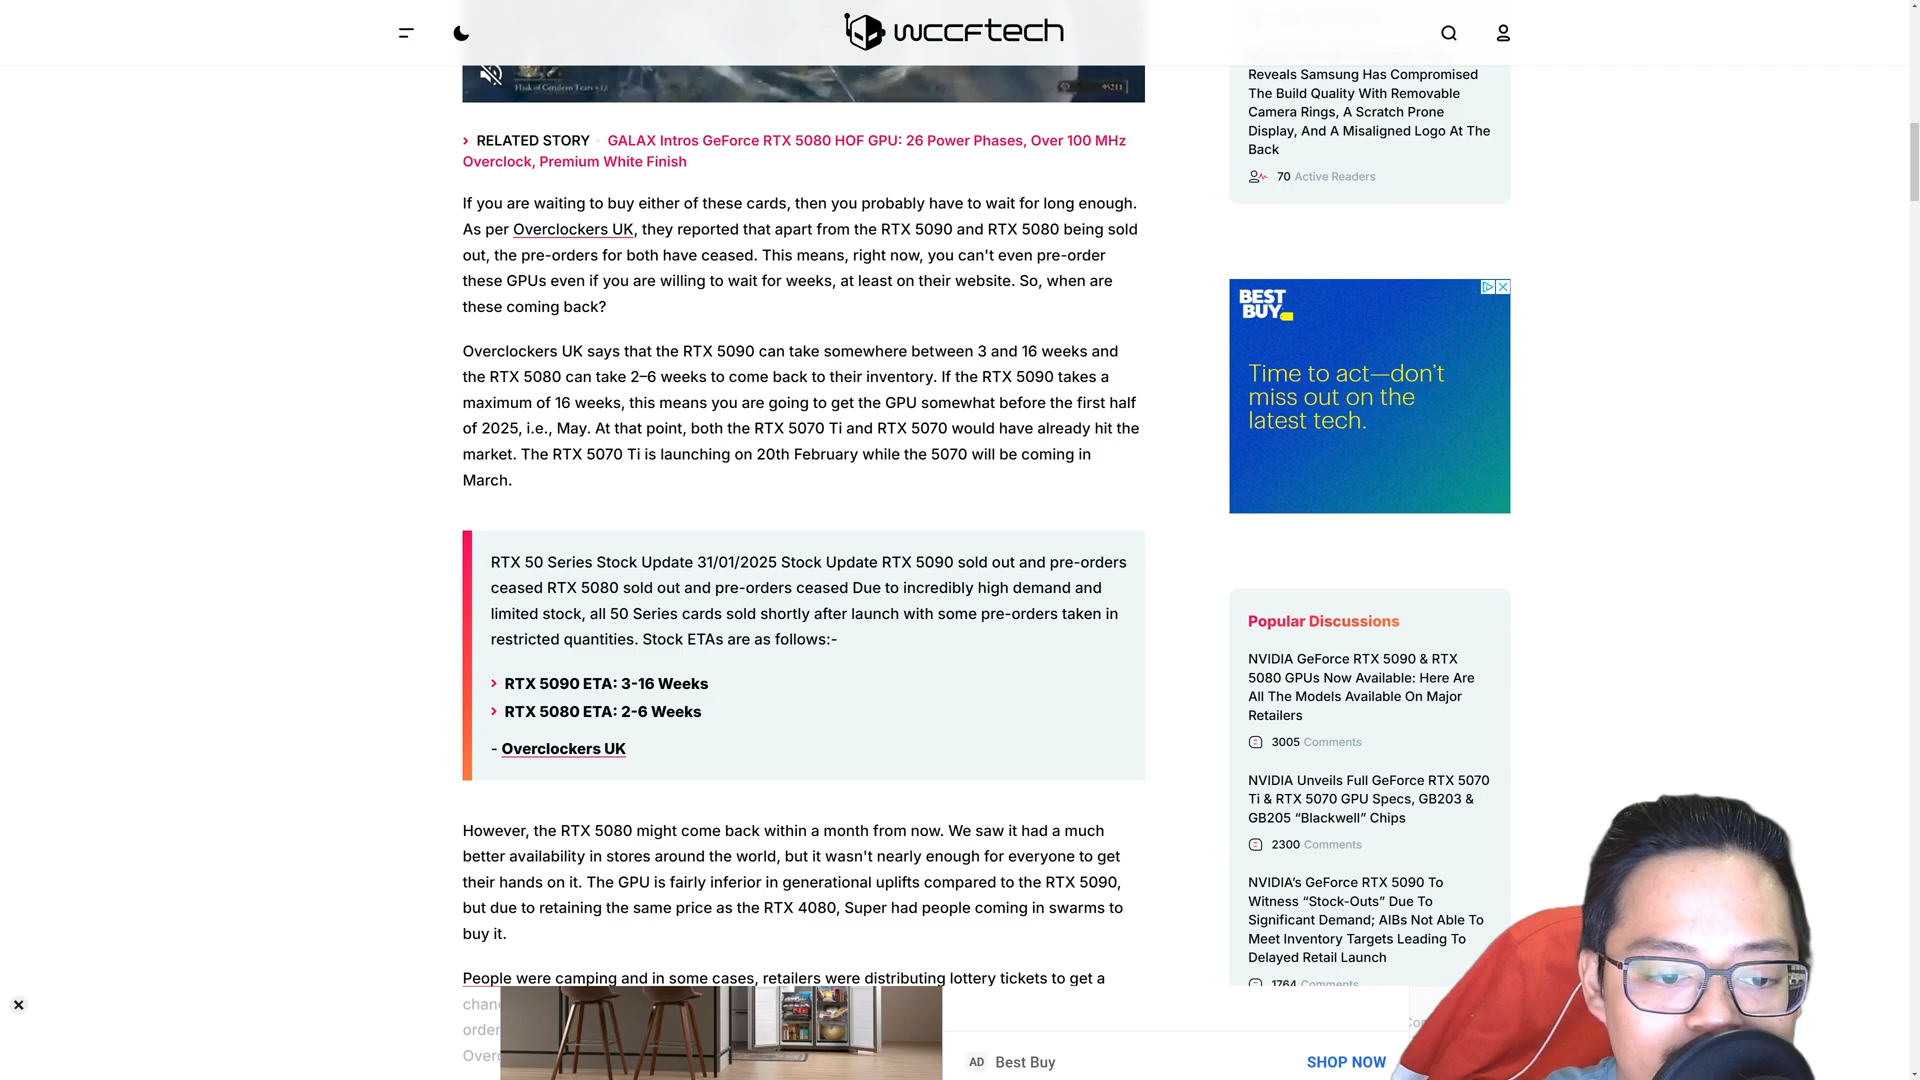 wccftech
Flask of Cerulean Tears +12
RELATED STORY · GALAX Intros GeForce RTX 5080 HOF GPU: 26 Power Phases, Over 100 MHz
Overclock, Premium White Finish
If you are waiting to buy either of these cards, then you probably have to wait for long enough.
As per Overclockers UK, they reported that apart from the RTX 5090 and RTX 5080 being sold
out, the pre-orders for both have ceased. This means, right now, you can't even pre-order
these GPUs even if you are willing to wait for weeks, at least on their website. So, when are
these coming back?
Overclockers UK says that the RTX 5090 can take somewhere between 3 and 16 weeks and
the RTX 5080 can take 2–6 weeks to come back to their inventory. If the RTX 5090 takes a
maximum of 16 weeks, this means you are going to get the GPU somewhat before the first half
of 2025, i.e., May. At that point, both the RTX 5070 Ti and RTX 5070 would have already hit the
market. The RTX 5070 Ti is launching on 20th February while the 5070 will be coming in
March.
RTX 50 Series Stock Update 31/01/2025 Stock Update RTX 5090 sold out and pre-orders
ceased RTX 5080 sold out and pre-orders ceased Due to incredibly high demand and
limited stock, all 50 Series cards sold shortly after launch with some pre-orders taken in
restricted quantities. Stock ETAs are as follows:-
RTX 5090 ETA: 3-16 Weeks
RTX 5080 ETA: 2-6 Weeks
- Overclockers UK
However, the RTX 5080 might come back within a month from now. We saw it had a much
better availability in stores around the world, but it wasn't nearly enough for everyone to get
their hands on it. The GPU is fairly inferior in generational uplifts compared to the RTX 5090,
but due to retaining the same price as the RTX 4080, Super had people coming in swarms to
buy it.
People were camping and in some cases, retailers were distributing lottery tickets to get a
chanc
order
Overc
Reveals Samsung Has Compromised
The Build Quality With Removable
Camera Rings, A Scratch Prone
Display, And A Misaligned Logo At The
Back
70 Active Readers
BEST
BUY
Time to act—don't
miss out on the
latest tech.
Popular Discussions
NVIDIA GeForce RTX 5090 & RTX
5080 GPUs Now Available: Here Are
All The Models Available On Major
Retailers
3005 Comments
NVIDIA Unveils Full GeForce RTX 5070
Ti & RTX 5070 GPU Specs, GB203 &
GB205 “Blackwell” Chips
2300 Comments
NVIDIA's GeForce RTX 5090 To
Witness “Stock-Outs” Due To
Significant Demand; AIBs Not Able To
Meet Inventory Targets Leading To
Delayed Retail Launch
1764 Comments
AD Best Buy
SHOP NOW